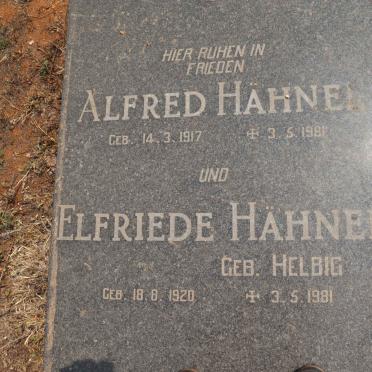 HIER RUHEN IN
FRIEDEN
ALFRED HÄHNEL
GEB. 14.3.1917 ✠ 3.5.1981
UND
ELFRIEDE HÄHNEL
GEB. HELBIG
GEB. 18.8.1920 ✠ 3.5.1981